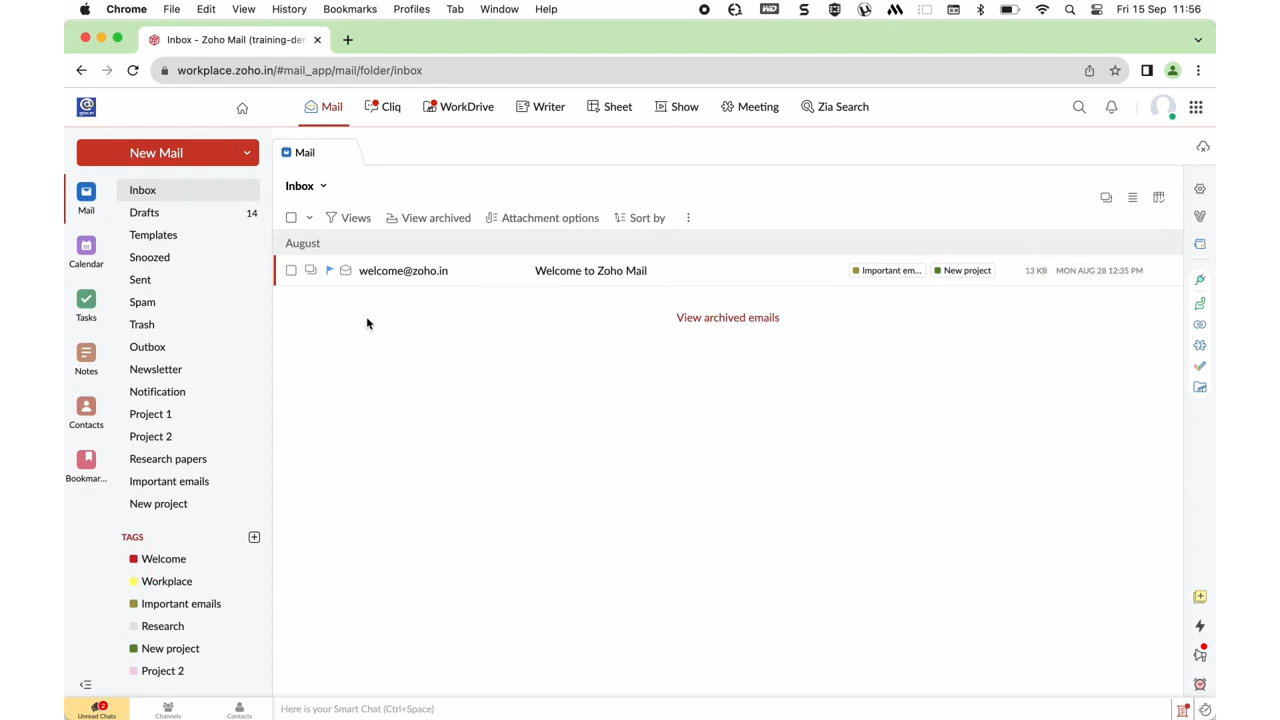 Chrome File Edit View History Bookmarks Profiles Tab Window Help WD Fri 15 Sep 11:56
Inbox - Zoho Mail (training-der
workplace.zoho.in/#mail_app/mail/folder/inbox
Mail Cliq WorkDrive Writer Sheet Show Meeting Zia Search
New Mail
Mail
Inbox
Views View archived Attachment options Sort by
August
welcome@zoho.in Welcome to Zoho Mail Important em... New project 13 KB MON AUG 28 12:35 PM
View archived emails
Mail
Calendar
Tasks
Notes
Contacts
Bookmar...
Inbox
Drafts 14
Templates
Snoozed
Sent
Spam
Trash
Outbox
Newsletter
Notification
Project 1
Project 2
Research papers
Important emails
New project
TAGS
Welcome
Workplace
Important emails
Research
New project
Project 2
2
Unread Chats Channels Contacts
Here is your Smart Chat (Ctrl+Space)